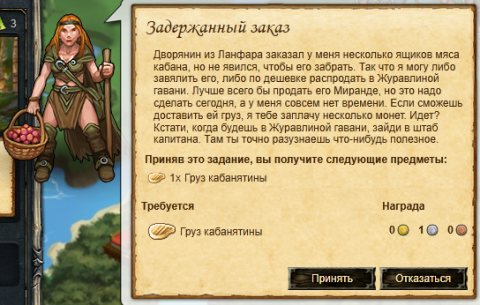 3
Задержанный заказ
Дворянин из Ланфара заказал у меня несколько ящиков мяса
кабана, но не явился, чтобы его забрать. Так что я могу либо
завялить его, либо по дешевке распродать в Журавлиной
гавани. Лучше всего бы продать его Миранде, но это надо
сделать сегодня, а у меня совсем нет времени. Если сможешь
доставить ей груз, я тебе заплачу несколько монет. Идет?
Кстати, когда будешь в Журавлиной гавани, зайди в штаб
капитана. Там ты точно разузнаешь что-нибудь полезное.
Приняв это задание, вы получите следующие предметы:
1x Груз кабанятины
Требуется Награда
Груз кабанятины 0 1 0
Принять Отказаться